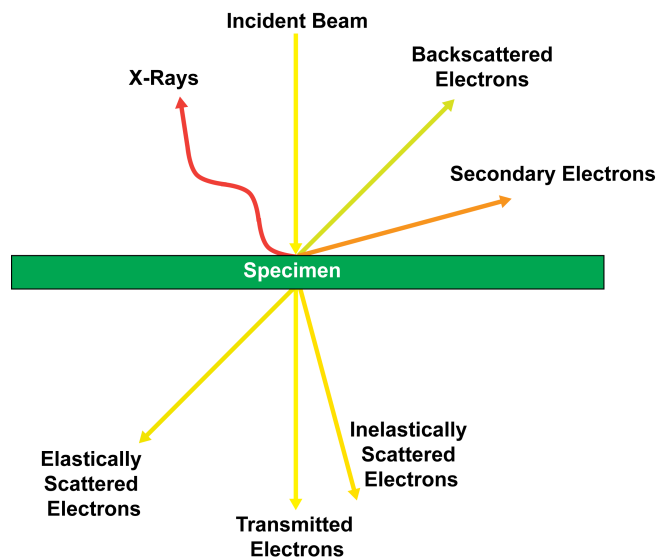 Incident Beam
X-Rays
Backscattered
Electrons
Secondary Electrons
Specimen
Elastically
Scattered
Electrons
Transmitted
Electrons
Inelastically
Scattered
Electrons